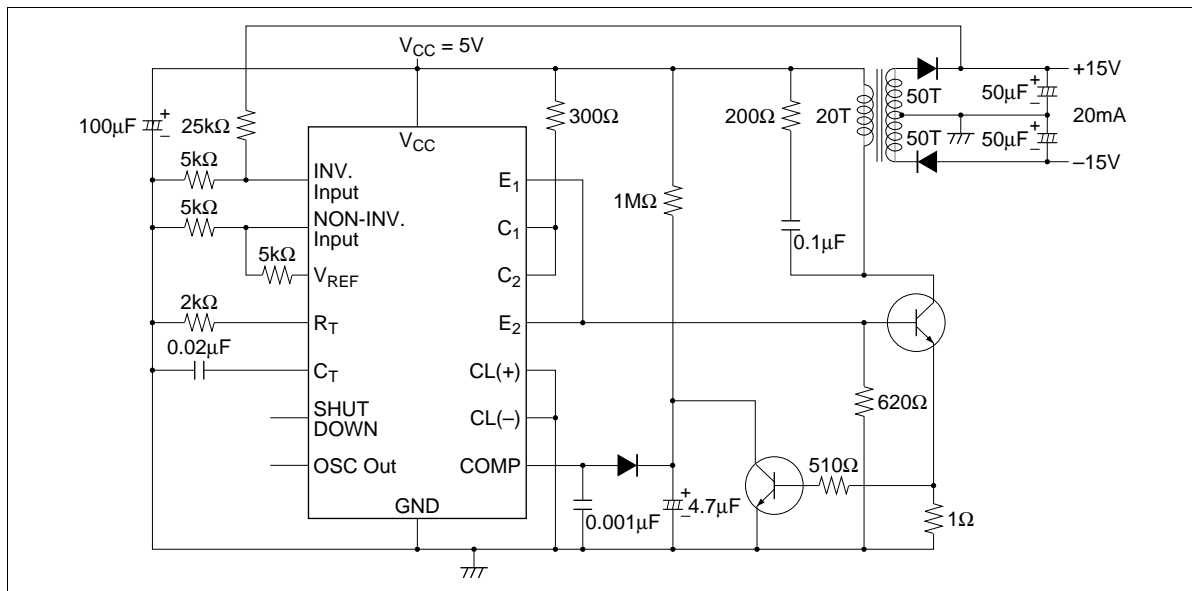 V_CC = 5V
+15V
50T
50μF
+
–
20mA
50T
50μF
+
–
–15V
20T
200Ω
300Ω
100μF
+
–
25kΩ
V_CC
5kΩ
INV.
Input
E_1
5kΩ
NON-INV.
Input
C_1
1MΩ
0.1μF
5kΩ
V_REF
C_2
2kΩ
R_T
E_2
0.02μF
C_T
CL(+)
620Ω
SHUT
DOWN
CL(–)
OSC Out
COMP
510Ω
GND
0.001μF
+
–
4.7μF
1Ω